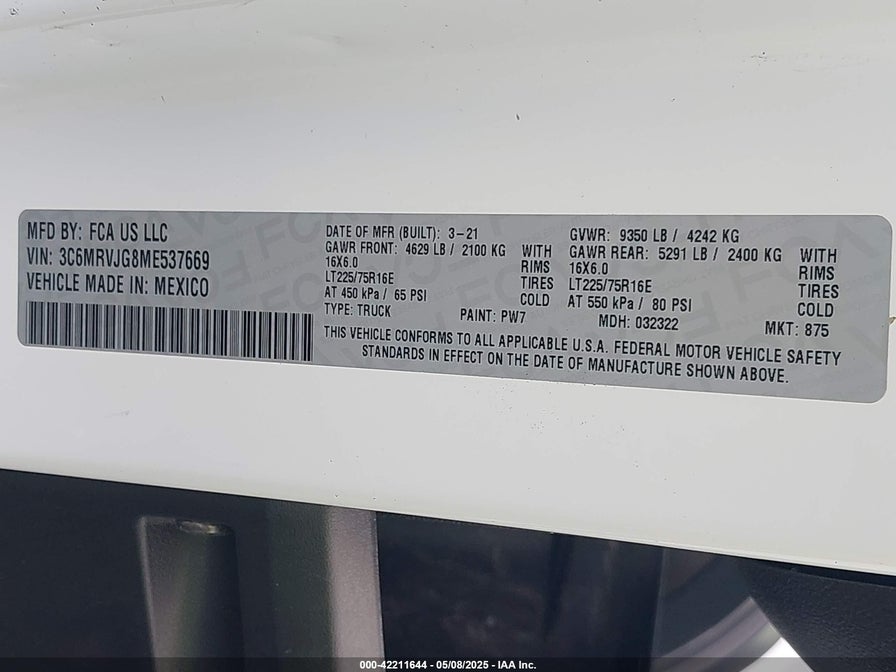 MFD BY: FCA US LLC
VIN: 3C6MRVJG8ME537669
VEHICLE MADE IN: MEXICO
DATE OF MFR (BUILT): 3-21
GAWR FRONT: 4629 LB / 2100 KG WITH
16X6.0 RIMS
LT225/75R16E TIRES
AT 450 kPa / 65 PSI COLD
TYPE: TRUCK PAINT: PW7
GVWR: 9350 LB / 4242 KG
GAWR REAR: 5291 LB / 2400 KG WITH
16X6.0 RIMS
LT225/75R16E TIRES
AT 550 kPa / 80 PSI COLD
MDH: 032322 MKT: 875
THIS VEHICLE CONFORMS TO ALL APPLICABLE U.S.A. FEDERAL MOTOR VEHICLE SAFETY
STANDARDS IN EFFECT ON THE DATE OF MANUFACTURE SHOWN ABOVE.
000-42211644 - 05/08/2025 - IAA Inc.